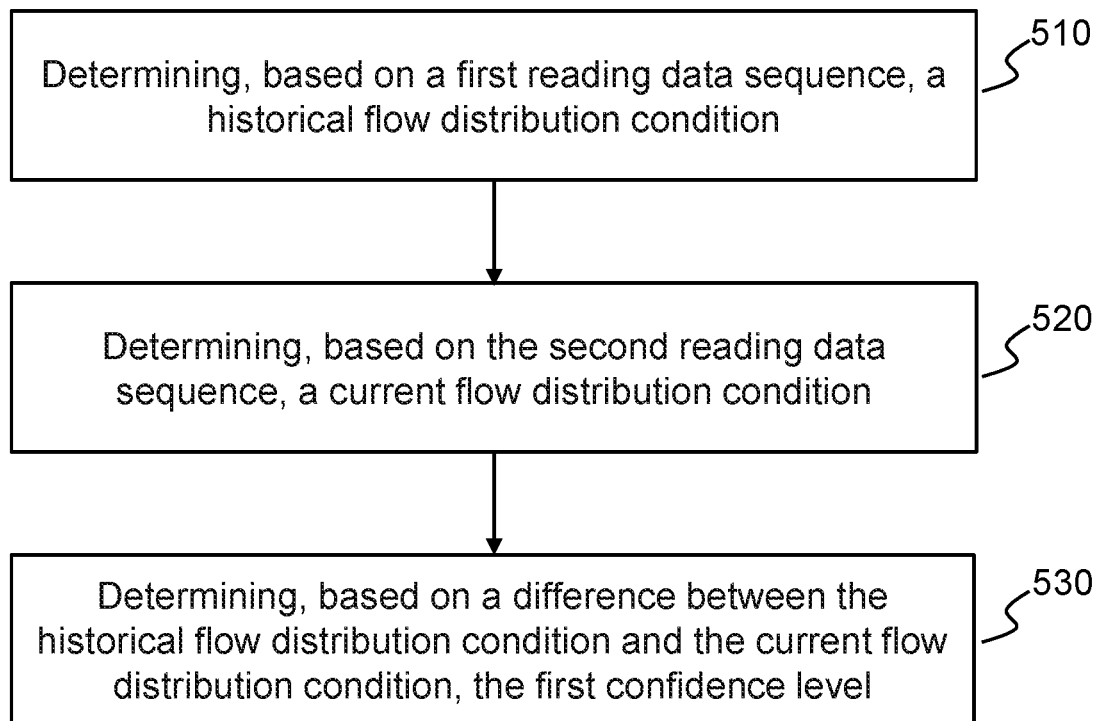 Determining, based on a first reading data sequence, a
historical flow distribution condition
510
Determining, based on the second reading data
sequence, a current flow distribution condition
520
Determining, based on a difference between the
historical flow distribution condition and the current flow
distribution condition, the first confidence level
530